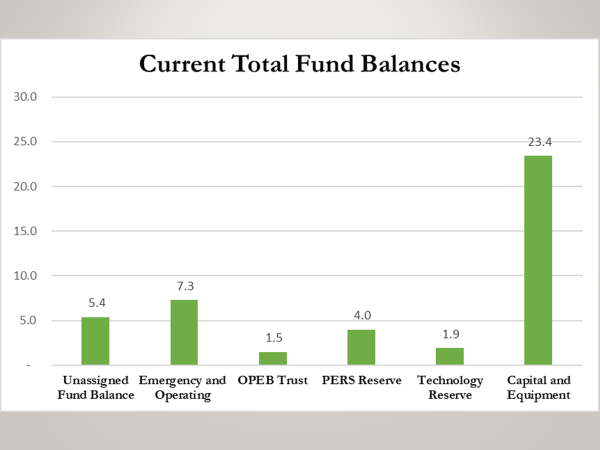 Current Total Fund Balances
30.0
25.0
20.0
15.0
10.0
5.0
-
5.4
7.3
1.5
4.0
1.9
23.4
Unassigned
Fund Balance
Emergency and
Operating
OPEB Trust
PERS Reserve
Technology
Reserve
Capital and
Equipment